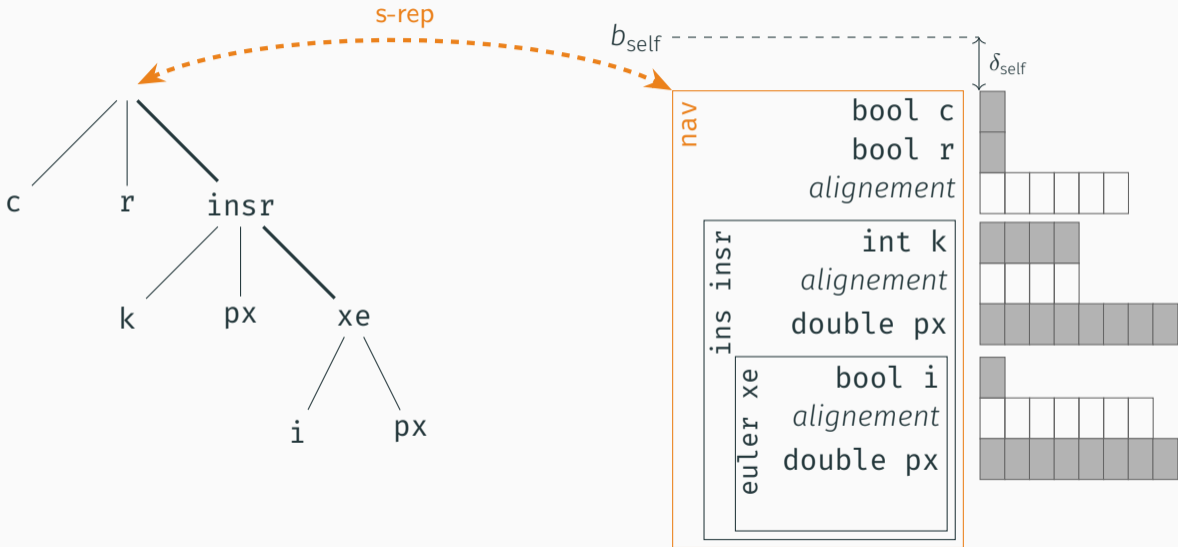 s-rep
b_self
δ_self
nav
bool c
bool r
alignement
c
r
insr
ins insr
int k
alignement
double px
k
px
xe
euler xe
bool i
alignement
double px
i
px